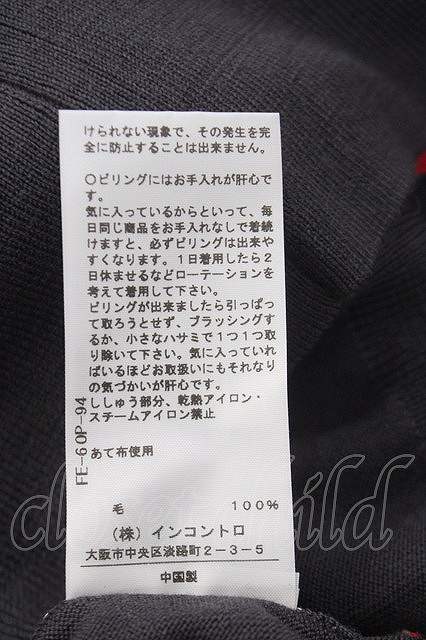 けられない現象で、その発生を完
全に防止することは出来ません。
○ピリングにはお手入れが肝心で
す。
気に入っているからといって、毎
日同じ商品をお手入れなしで着続
けますと、必ずピリングは出来や
すくなります。1日着用したら2
日休ませるなどローテーションを
考えて着用して下さい。
ピリングが出来ましたら引っぱっ
て取ろうとせず、ブラッシングす
るか、小さなハサミで1つ1つ取
り除いて下さい。気に入っていれ
ばいるほどお取扱いにもそれなり
の気づかいが肝心です。
ししゅう部分、乾熱アイロン・
スチームアイロン禁止
あて布使用
FE-60P-94
毛 100%
(株)インコントロ
大阪市中央区淡路町2-3-5
中国製